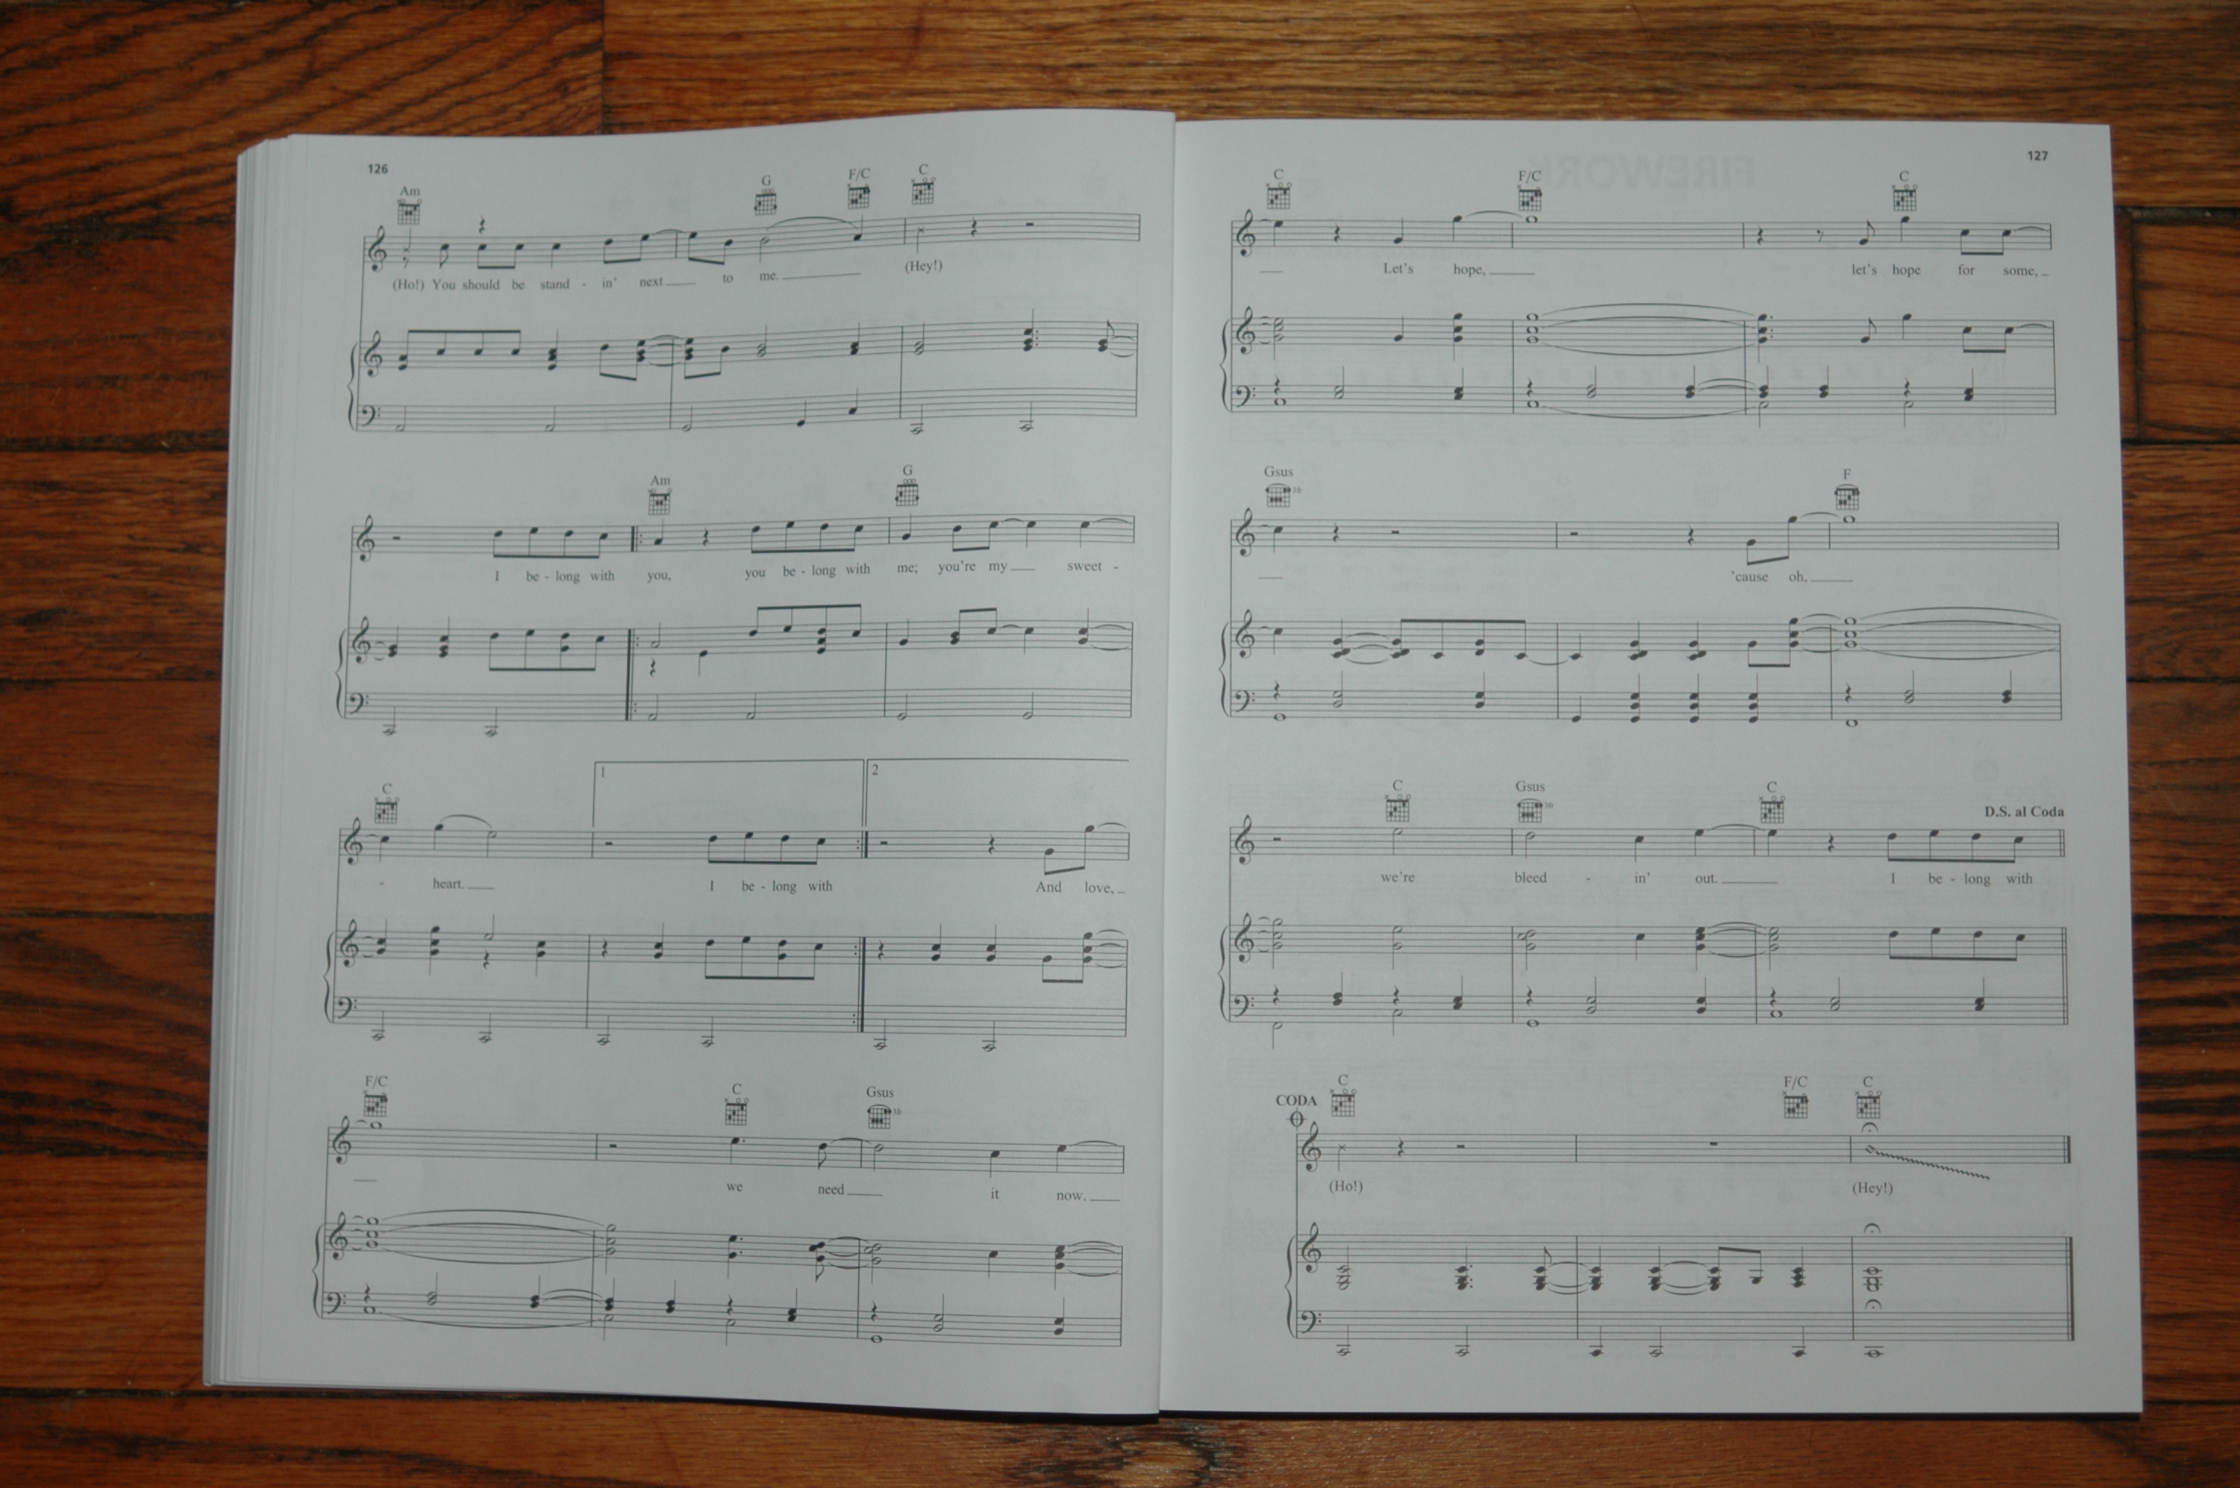 126
Am G F/C C
(Ho!) You should be stand - in' next to me. (Hey!)
Am G
I be - long with you, you be - long with me; you're my sweet -
1 2
C
- heart. I be - long with And love,
F/C C Gsus
we need it now.
127
C F/C C
Let's hope, let's hope for some,
Gsus F
'cause oh,
C Gsus C D.S. al Coda
we're bleed - in' out. I be - long with
CODA C F/C C
(Ho!) (Hey!)
FIREWORK